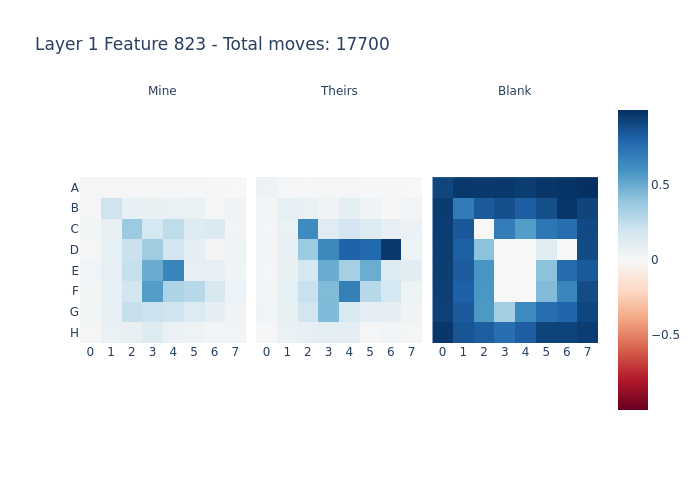 Layer 1 Feature 823 - Total moves: 17700
Mine Theirs Blank
A
B
C
D
E
F
G
H
0 1 2 3 4 5 6 7 0 1 2 3 4 5 6 7 0 1 2 3 4 5 6 7
0.5
0
−0.5